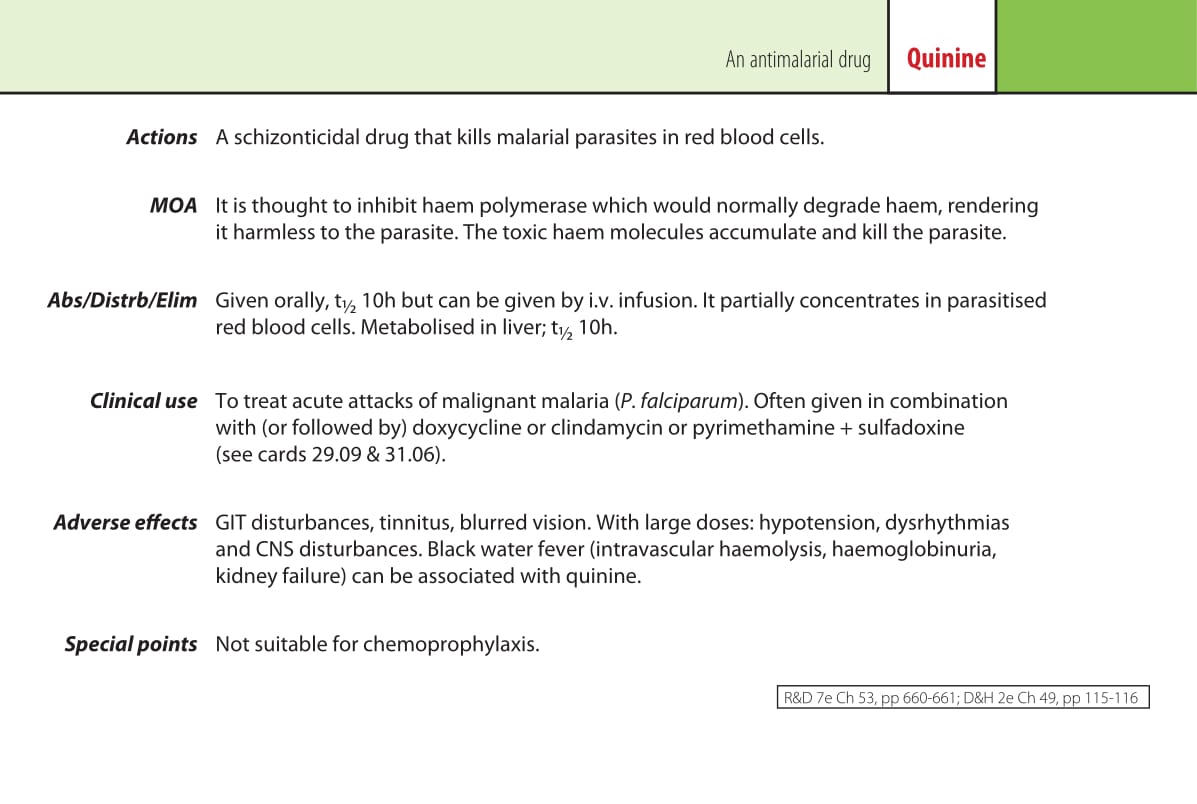 An antimalarial drug Quinine
Actions A schizonticidal drug that kills malarial parasites in red blood cells.
MOA It is thought to inhibit haem polymerase which would normally degrade haem, rendering
it harmless to the parasite. The toxic haem molecules accumulate and kill the parasite.
Abs/Distrb/Elim Given orally, t½ 10h but can be given by i.v. infusion. It partially concentrates in parasitised
red blood cells. Metabolised in liver; t½ 10h.
Clinical use To treat acute attacks of malignant malaria (P. falciparum). Often given in combination
with (or followed by) doxycycline or clindamycin or pyrimethamine + sulfadoxine
(see cards 29.09 & 31.06).
Adverse effects GIT disturbances, tinnitus, blurred vision. With large doses: hypotension, dysrhythmias
and CNS disturbances. Black water fever (intravascular haemolysis, haemoglobinuria,
kidney failure) can be associated with quinine.
Special points Not suitable for chemoprophylaxis.
R&D 7e Ch 53, pp 660-661; D&H 2e Ch 49, pp 115-116